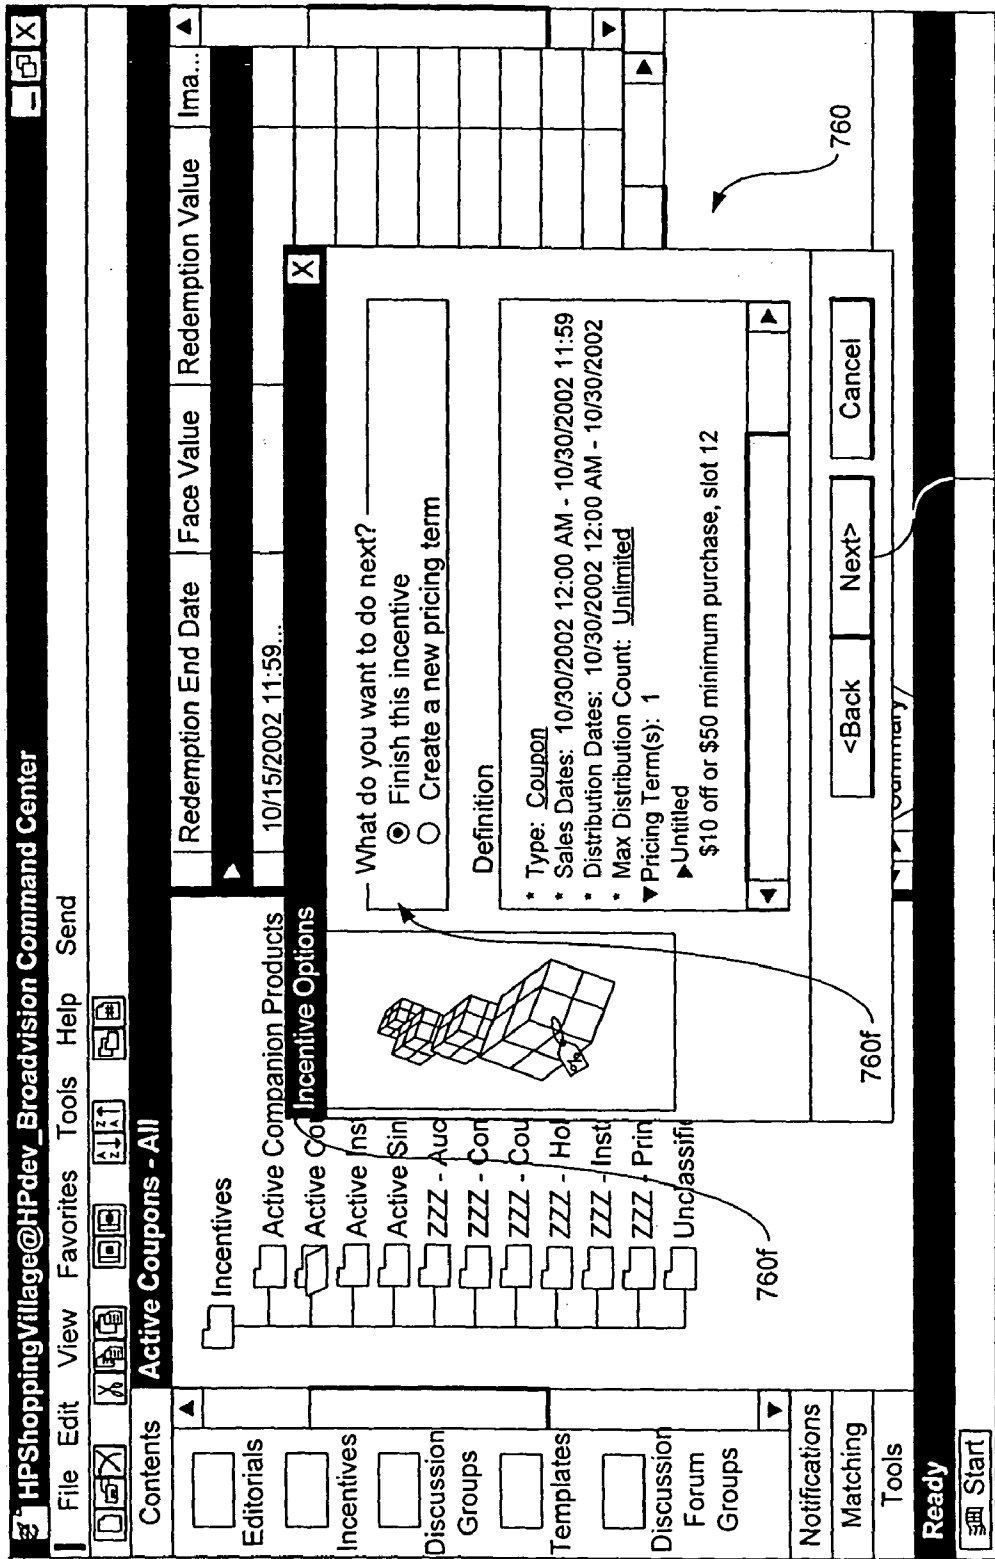 HPShoppingVillage@HPdev_Broadvision Command Center
File Edit View Favorites Tools Help Send
Contents
Active Coupons - All
Editorials
Incentives
Discussion
Groups
Templates
Discussion
Forum
Groups
Notifications
Matching
Tools
Incentives
Active Companion Products
Active Co
Active Inst
Active Sin
ZZZ - Auc
ZZZ - Con
ZZZ - Cou
ZZZ - Hol
ZZZ - Inst
ZZZ - Prin
Unclassifi
Redemption End Date Face Value Redemption Value Ima...
10/15/2002 11:59...
Incentive Options
What do you want to do next?
Finish this incentive
Create a new pricing term
Definition
* Type: Coupon
* Sales Dates: 10/30/2002 12:00 AM - 10/30/2002 11:59
* Distribution Dates: 10/30/2002 12:00 AM - 10/30/2002
* Max Distribution Count: Unlimited
▼Pricing Term(s): 1
▶Untitled
$10 off or $50 minimum purchase, slot 12
<Back Next> Cancel
760
760f
760f
Ready
Start